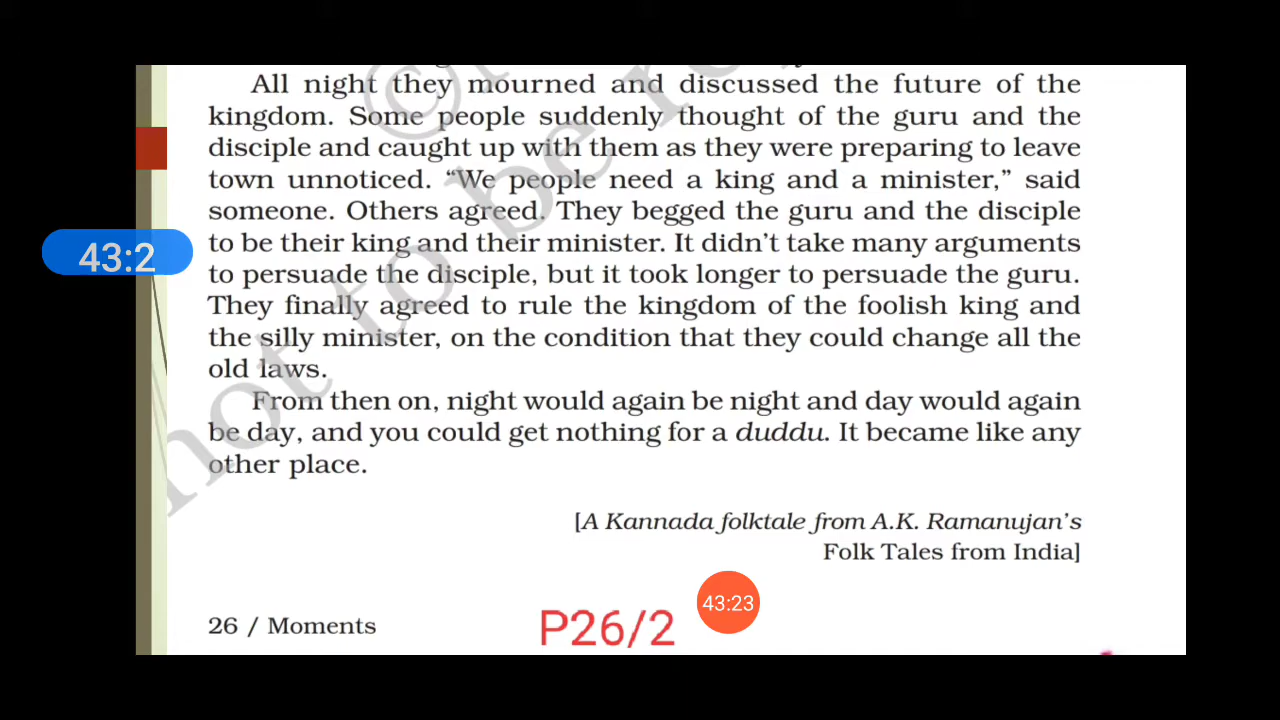 All night they mourned and discussed the future of the
kingdom. Some people suddenly thought of the guru and the
disciple and caught up with them as they were preparing to leave
town unnoticed. “We people need a king and a minister,” said
someone. Others agreed. They begged the guru and the disciple
to be their king and their minister. It didn’t take many arguments
to persuade the disciple, but it took longer to persuade the guru.
They finally agreed to rule the kingdom of the foolish king and
the silly minister, on the condition that they could change all the
old laws.
From then on, night would again be night and day would again
be day, and you could get nothing for a duddu. It became like any
other place.
[A Kannada folktale from A.K. Ramanujan’s
Folk Tales from India]
26 / Moments
P26/2
43:23
43:2
not to be
©